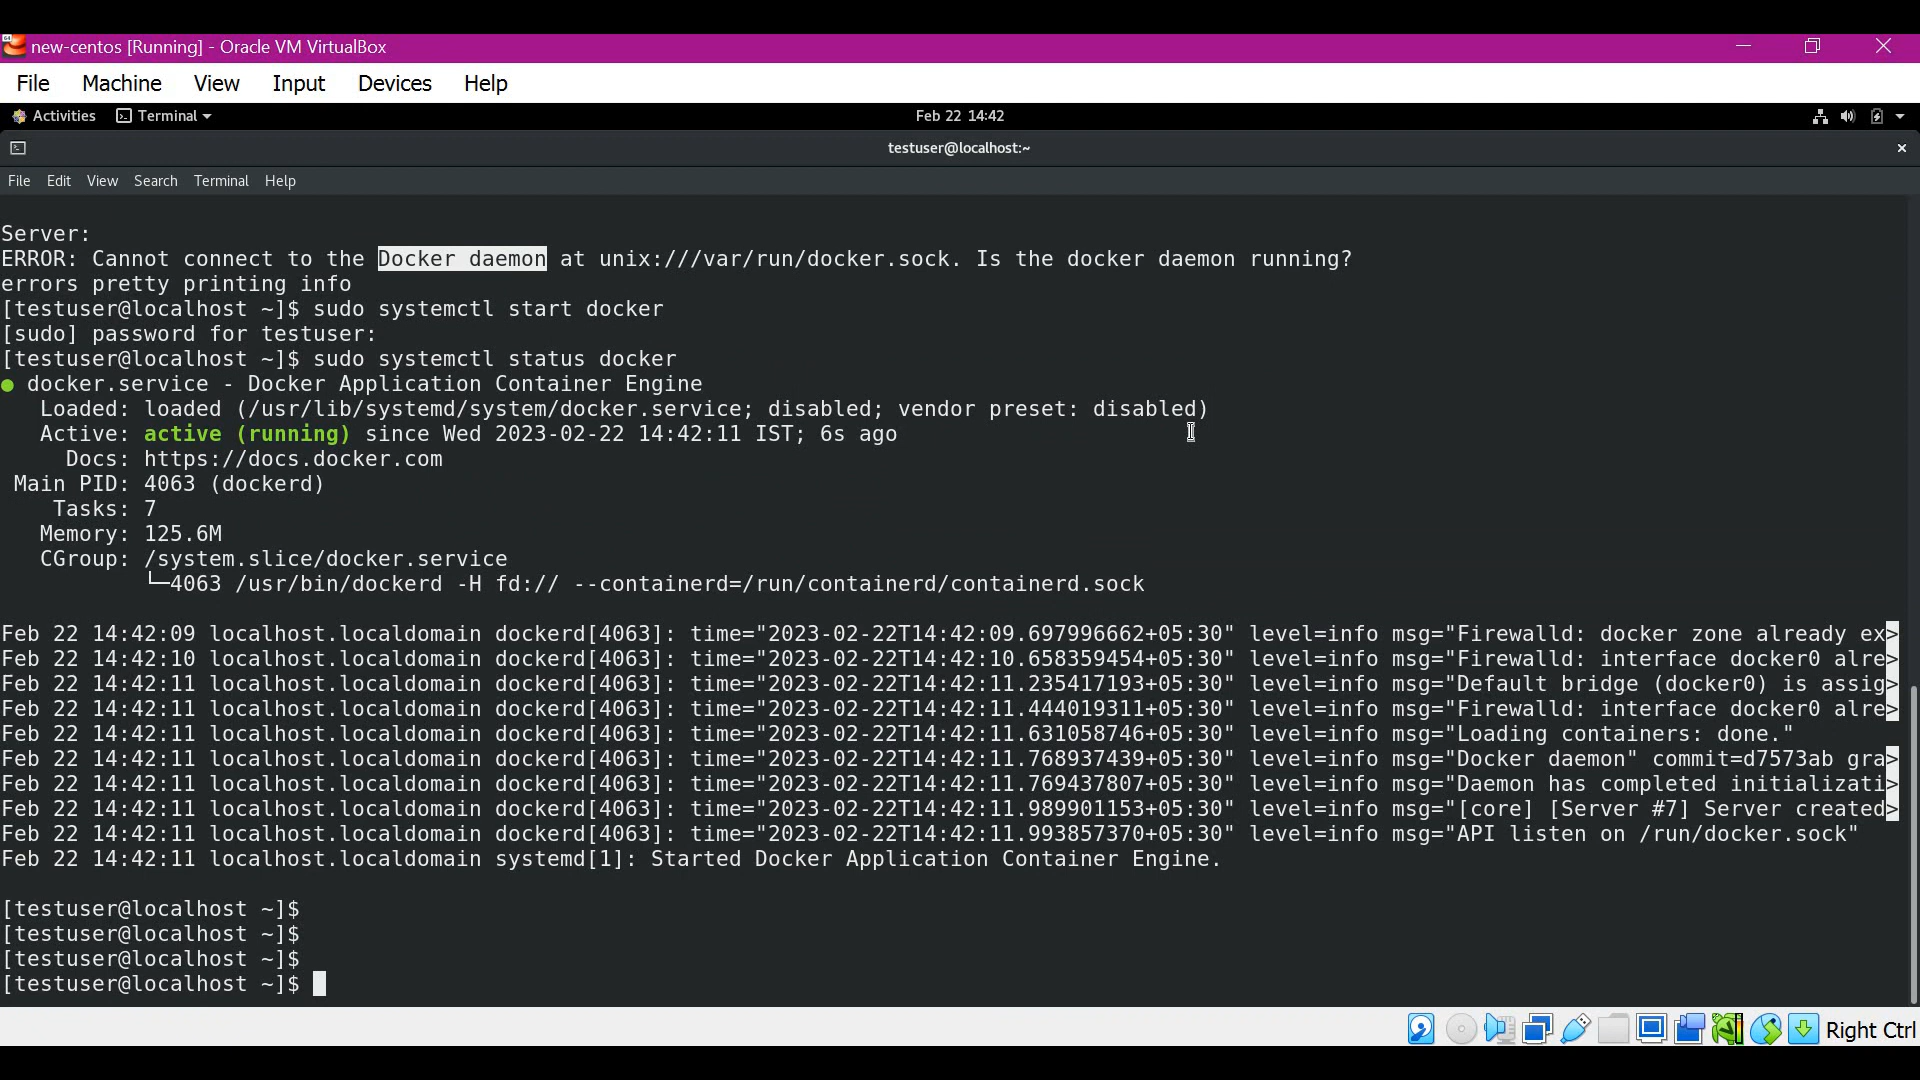 new-centos [Running] - Oracle VM VirtualBox
File Machine View Input Devices Help
Activities Terminal Feb 22 14:42
testuser@localhost:~
File Edit View Search Terminal Help
Server:
ERROR: Cannot connect to the Docker daemon at unix:///var/run/docker.sock. Is the docker daemon running?
errors pretty printing info
[testuser@localhost ~]$ sudo systemctl start docker
[sudo] password for testuser:
[testuser@localhost ~]$ sudo systemctl status docker
● docker.service - Docker Application Container Engine
Loaded: loaded (/usr/lib/systemd/system/docker.service; disabled; vendor preset: disabled)
Active: active (running) since Wed 2023-02-22 14:42:11 IST; 6s ago
Docs: https://docs.docker.com
Main PID: 4063 (dockerd)
Tasks: 7
Memory: 125.6M
CGroup: /system.slice/docker.service
└─4063 /usr/bin/dockerd -H fd:// --containerd=/run/containerd/containerd.sock
Feb 22 14:42:09 localhost.localdomain dockerd[4063]: time="2023-02-22T14:42:09.697996662+05:30" level=info msg="Firewalld: docker zone already ex>
Feb 22 14:42:10 localhost.localdomain dockerd[4063]: time="2023-02-22T14:42:10.658359454+05:30" level=info msg="Firewalld: interface docker0 alre>
Feb 22 14:42:11 localhost.localdomain dockerd[4063]: time="2023-02-22T14:42:11.235417193+05:30" level=info msg="Default bridge (docker0) is assig>
Feb 22 14:42:11 localhost.localdomain dockerd[4063]: time="2023-02-22T14:42:11.444019311+05:30" level=info msg="Firewalld: interface docker0 alre>
Feb 22 14:42:11 localhost.localdomain dockerd[4063]: time="2023-02-22T14:42:11.631058746+05:30" level=info msg="Loading containers: done."
Feb 22 14:42:11 localhost.localdomain dockerd[4063]: time="2023-02-22T14:42:11.768937439+05:30" level=info msg="Docker daemon" commit=d7573ab gra>
Feb 22 14:42:11 localhost.localdomain dockerd[4063]: time="2023-02-22T14:42:11.769437807+05:30" level=info msg="Daemon has completed initializati>
Feb 22 14:42:11 localhost.localdomain dockerd[4063]: time="2023-02-22T14:42:11.989901153+05:30" level=info msg="[core] [Server #7] Server created>
Feb 22 14:42:11 localhost.localdomain dockerd[4063]: time="2023-02-22T14:42:11.993857370+05:30" level=info msg="API listen on /run/docker.sock"
Feb 22 14:42:11 localhost.localdomain systemd[1]: Started Docker Application Container Engine.
[testuser@localhost ~]$
[testuser@localhost ~]$
[testuser@localhost ~]$
[testuser@localhost ~]$
Right Ctrl